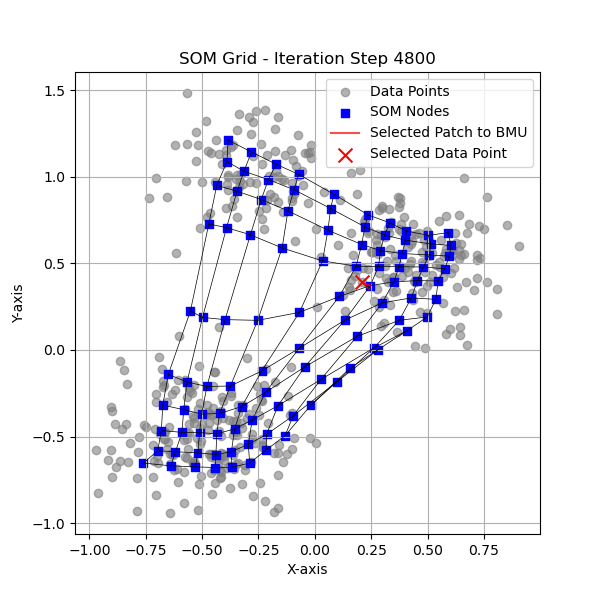 SOM Grid - Iteration Step 4800
Data Points
SOM Nodes
Selected Patch to BMU
Selected Data Point
Y-axis
1.5
1.0
0.5
0.0
−0.5
−1.0
−1.00 −0.75 −0.50 −0.25 0.00 0.25 0.50 0.75
X-axis